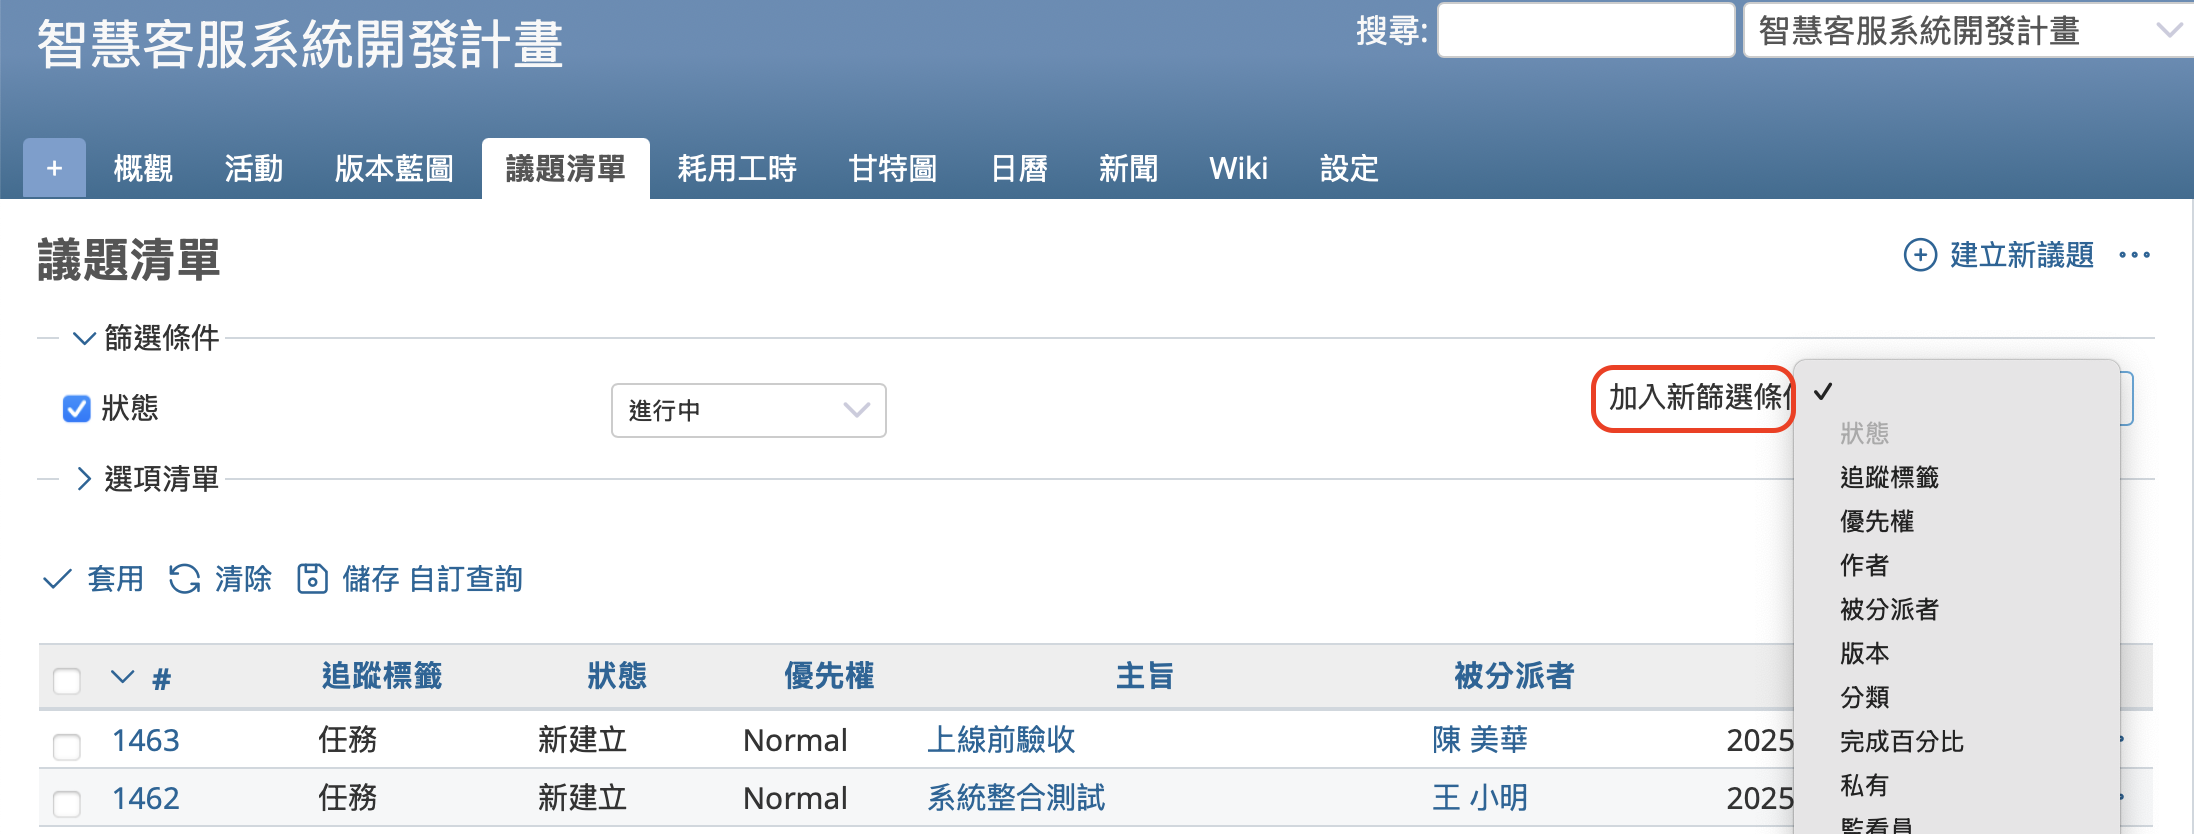 智慧客服系統開發計畫
搜尋: 智慧客服系統開發計畫
+ 概觀 活動 版本藍圖 議題清單 耗用工時 甘特圖 日曆 新聞 Wiki 設定
議題清單
建立新議題 •••
篩選條件
狀態 進行中 加入新篩選條件
✓
狀態
追蹤標籤
優先權
作者
被分派者
版本
分類
完成百分比
私有
監看員
選項清單
套用 清除 儲存 自訂查詢
# 追蹤標籤 狀態 優先權 主旨 被分派者
1463 任務 新建立 Normal 上線前驗收 陳 美華 2025
1462 任務 新建立 Normal 系統整合測試 王 小明 2025